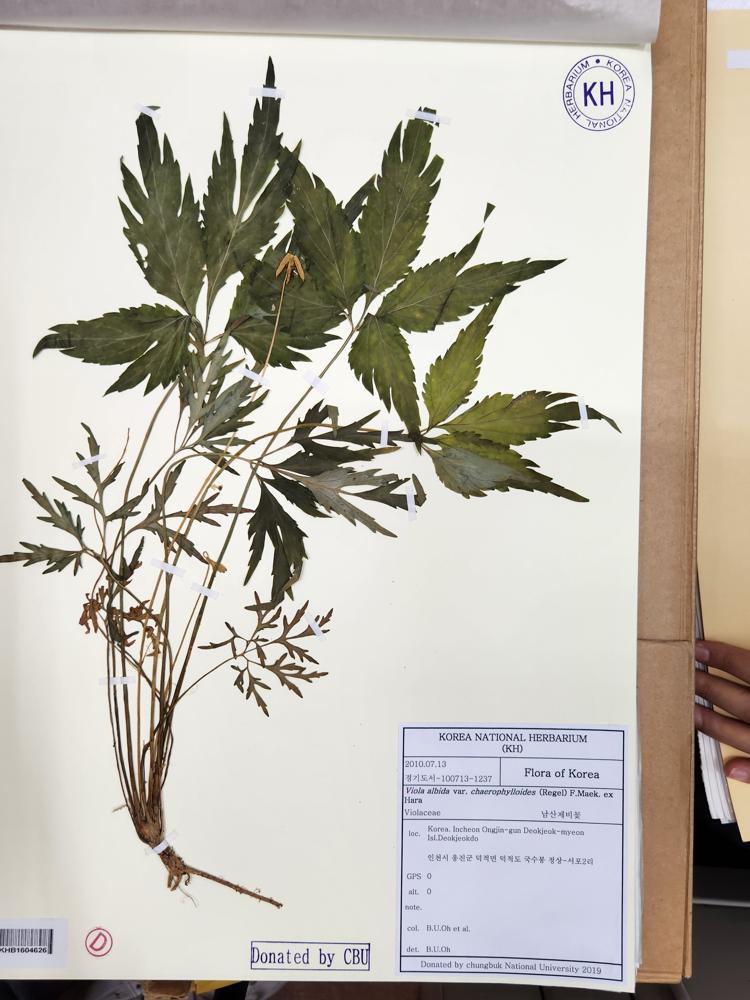 HERBARIUM • KOREA NATIONAL
KH
KOREA NATIONAL HERBARIUM
(KH)
2010.07.13
경기도서-100713-1237
Flora of Korea
Viola albida var. chaerophylloides (Regel) F.Maek. ex
Hara
Violaceae 남산제비꽃
loc. Korea. Incheon Ongjin-gun Deokjeok-myeon
Isl.Deokjeokdo
인천시 옹진군 덕적면 덕적도 국수봉 정상-서포2리
GPS 0
alt. 0
note.
col. B.U.Oh et al.
det. B.U.Oh
Donated by chungbuk National University 2019
KHB1604626
D
Donated by CBU